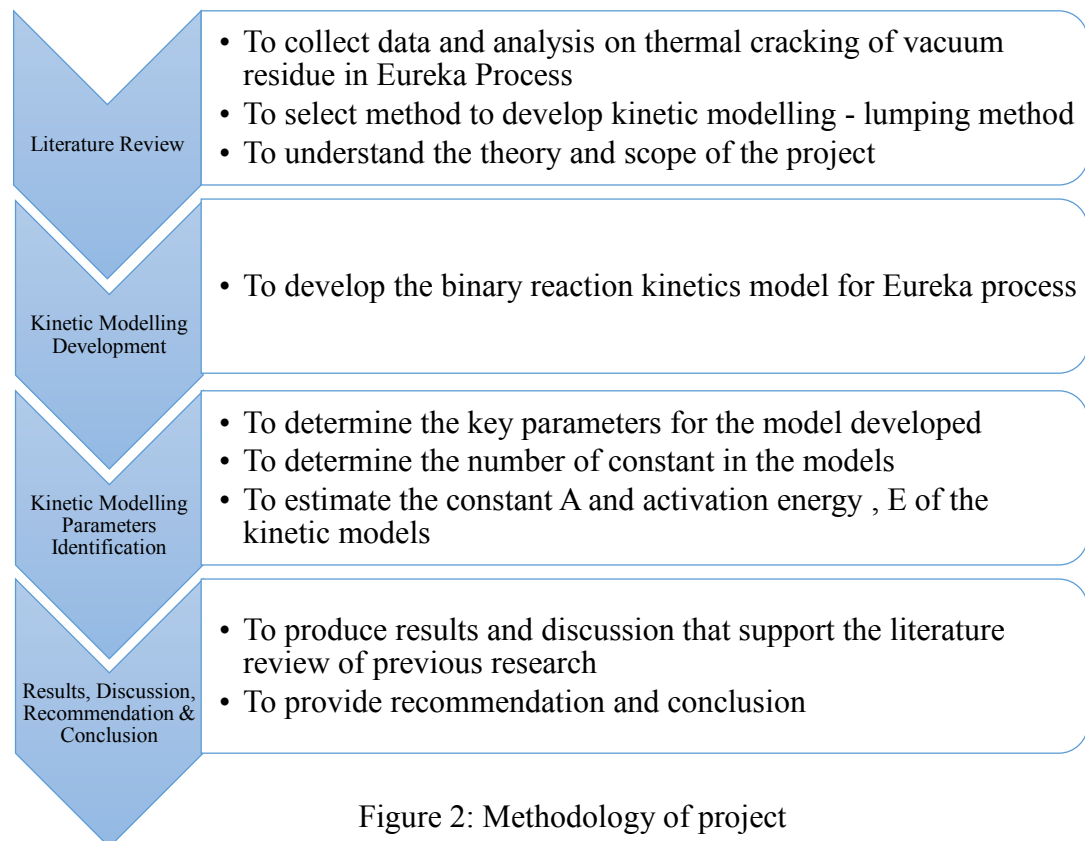 Literature Review
• To collect data and analysis on thermal cracking of vacuum
residue in Eureka Process
• To select method to develop kinetic modelling - lumping method
• To understand the theory and scope of the project
Kinetic Modelling
Development
• To develop the binary reaction kinetics model for Eureka process
Kinetic Modelling
Parameters
Identification
• To determine the key parameters for the model developed
• To determine the number of constant in the models
• To estimate the constant A and activation energy , E of the
kinetic models
Results, Discussion,
Recommendation &
Conclusion
• To produce results and discussion that support the literature
review of previous research
• To provide recommendation and conclusion
Figure 2: Methodology of project